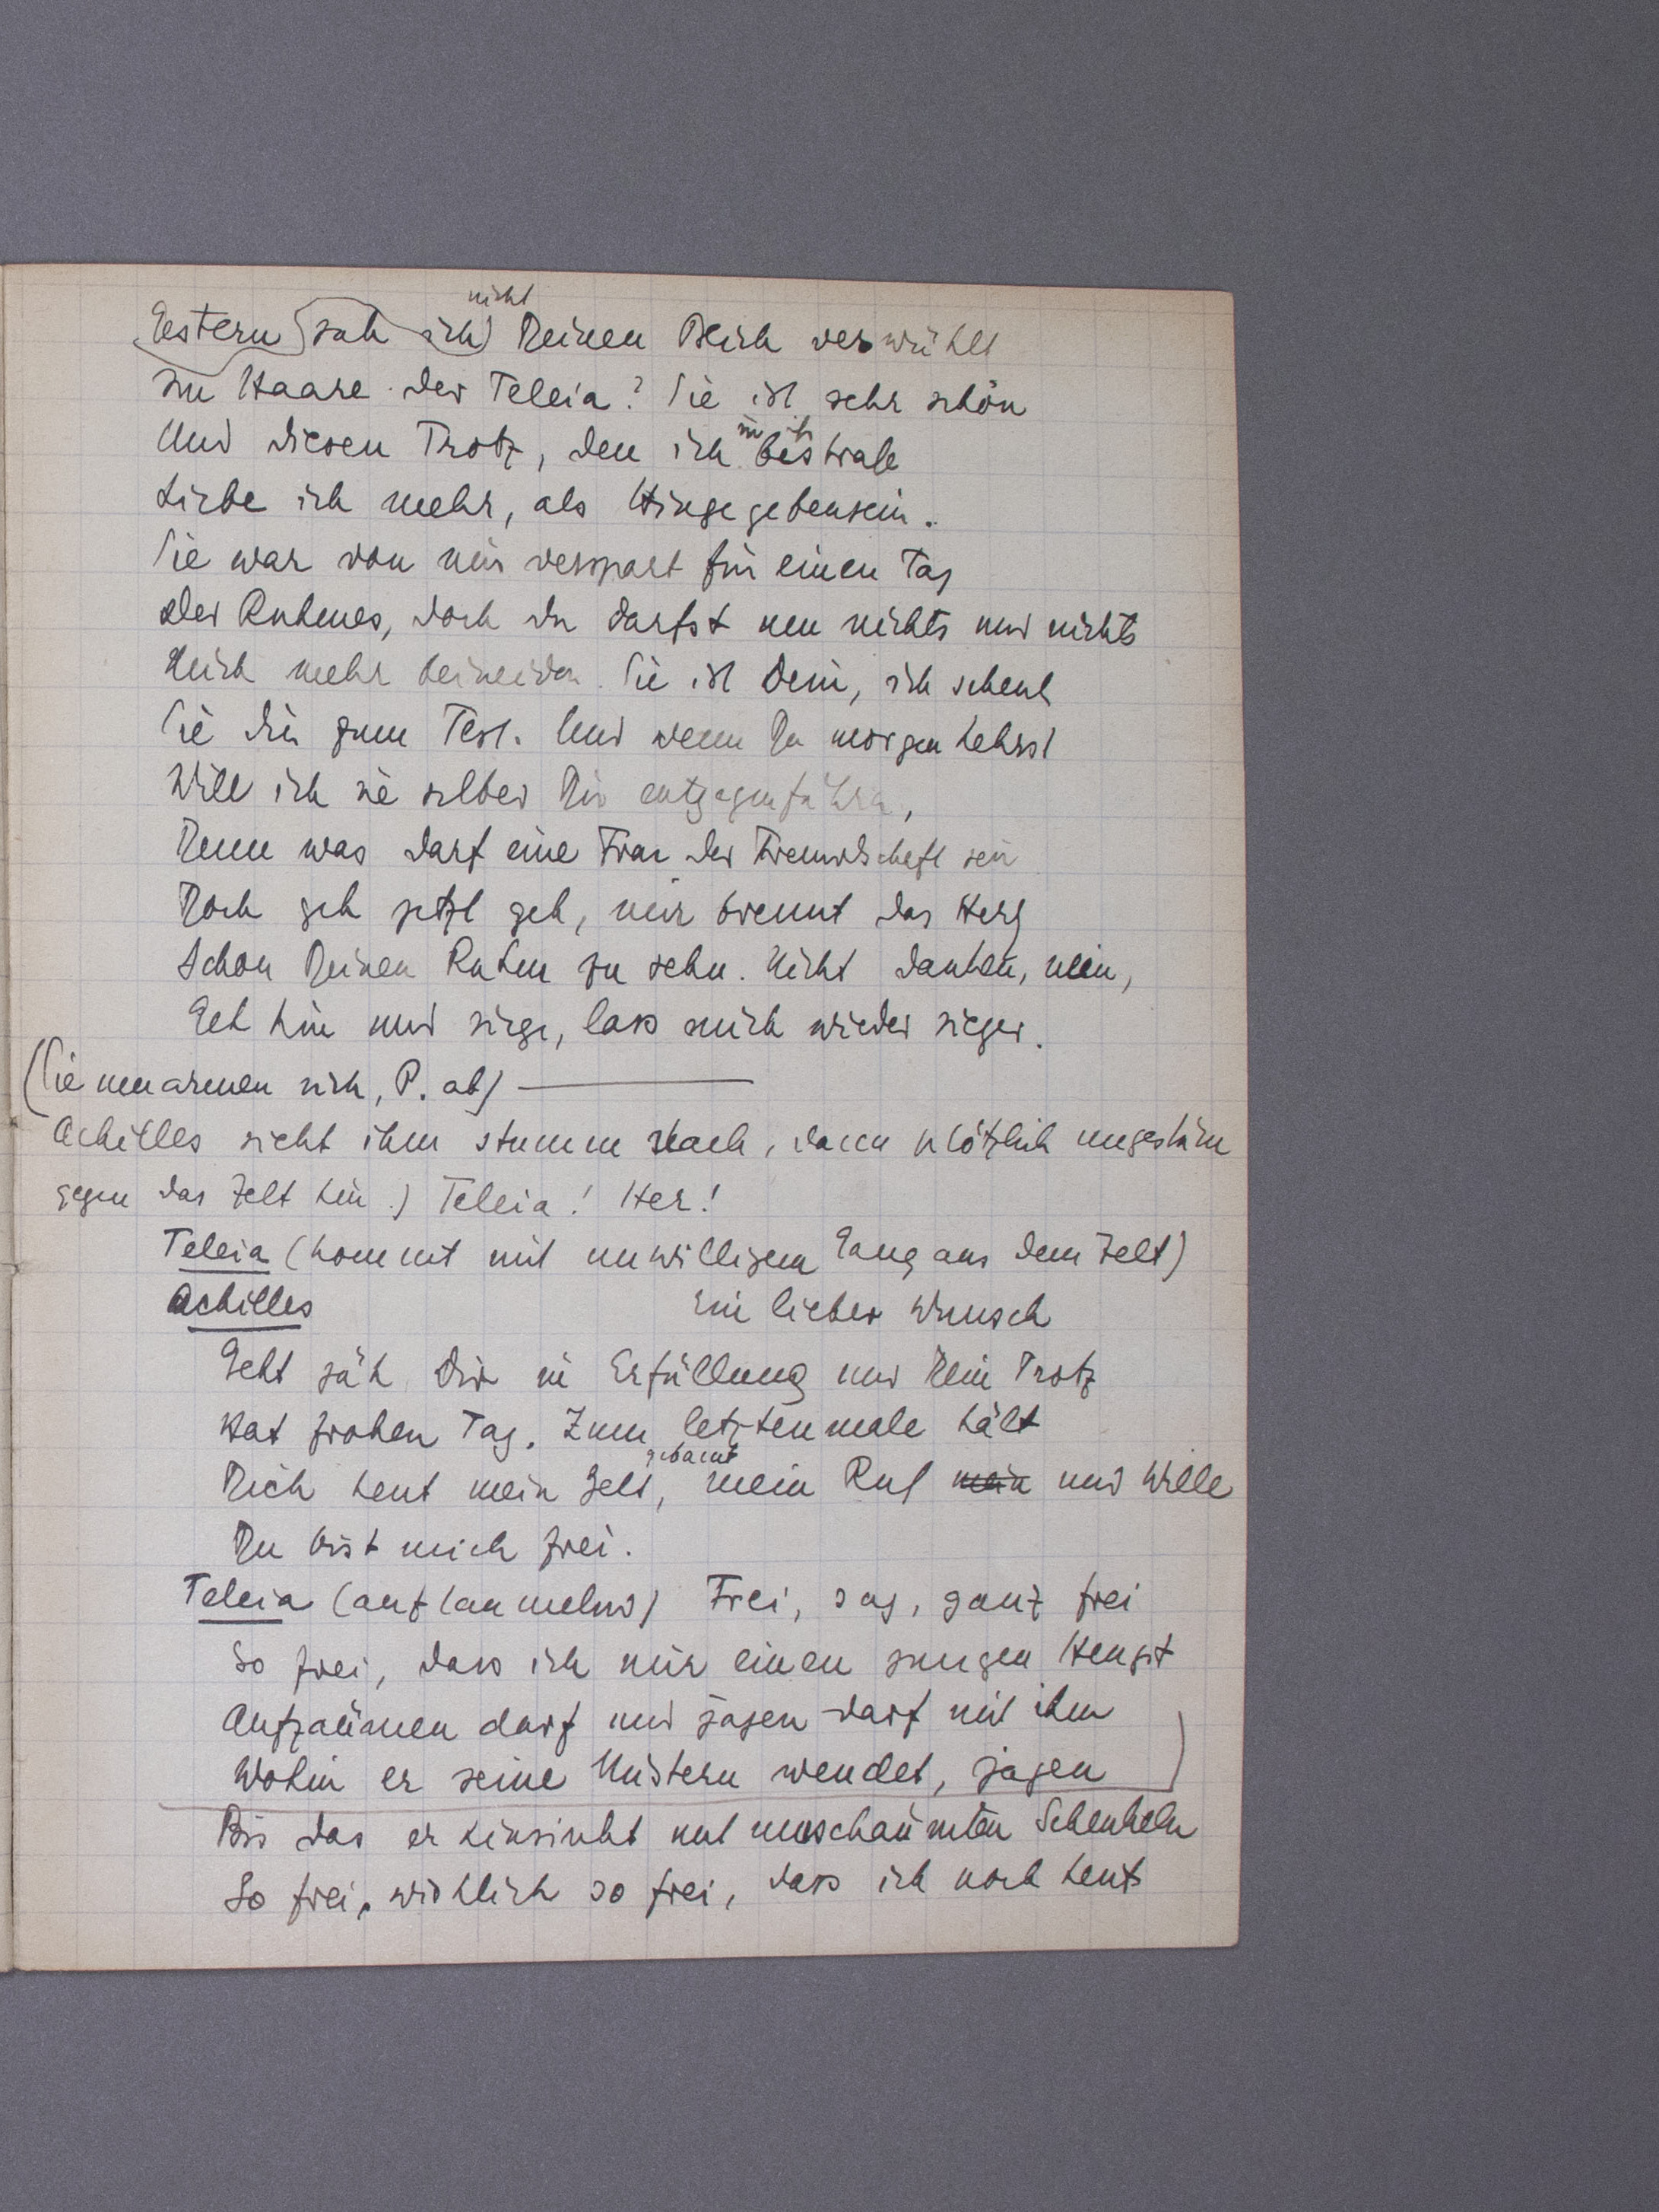 nicht
Gestern sah ich Deinen Blick verwühlt
Im Haare der Teleia? Sie ist sehr schön
Und diesen Trotz, den ich in ihr bestrafe
Liebe ich mehr, als Hingegebensein.
Sie war von mir verspart für einen Tag
Des Ruhmes, doch du darfst nun nichts und nichts
Mich mehr beineiden. Sie ist Dein, ich schenk
Sie dir zum Fest. Und wenn Du morgen kehrst
Will ich sie selber Dir entgegenführn,
Denn was darf eine Frau der Freundschaft sein
Doch geh jetzt geh, mir brennt das Herz
Schon Deinen Ruhm zu sehn. Nicht danken, nein,
Geh hin und siege, lass mich wieder siegen.
(Sie umarmen sich, P. ab)
Achilles sieht ihm stumm nach, dann plötzlich ungestüm
gegen das Zelt hin.) Teleia! Her!
Teleia (kommt mit unwilligem Gang aus dem Zelt)
Achilles Ein lieber Wunsch
Geht jäh Dir in Erfüllung und Dein Trotz
Hat frohen Tag. Zum letztenmale hält
gebannt
Dich heut mein Zelt, mein Ruf mein und Wille
Du bist mich frei.
Teleia (auftaumelnd) Frei, sag, ganz frei
So frei, dass ich mir einen jungen Hengst
Aufzäumen darf und jagen darf mit ihm
Wohin er seine Nüstern wendet, jagen
Bis das er hinsinkt mit umschäumten Schenkeln
So frei, wirklich so frei, dass ich noch heut